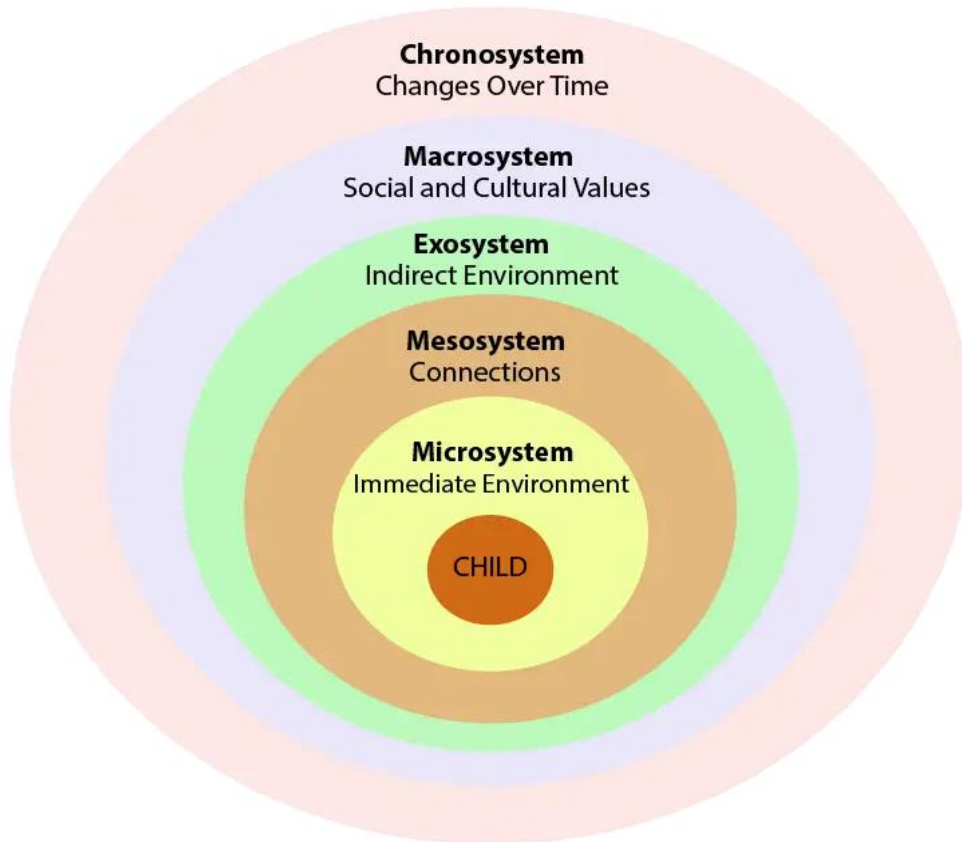 Chronosystem
Changes Over Time
Macrosystem
Social and Cultural Values
Exosystem
Indirect Environment
Mesosystem
Connections
Microsystem
Immediate Environment
CHILD